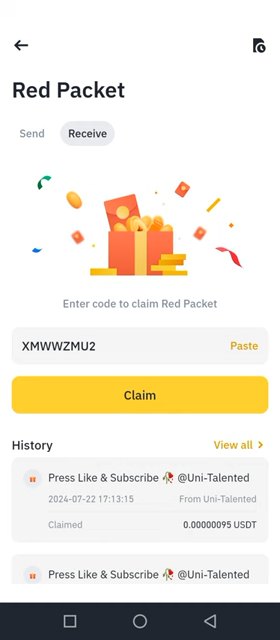 Red Packet
Send
Receive
Enter code to claim Red Packet
XMWWZMU2
Paste
Claim
History
View all
Press Like & Subscribe 🥀 @Uni-Talented
2024-07-22 17:13:15
From Uni-Talented
Claimed
0.00000095 USDT
Press Like & Subscribe 🥀 @Uni-Talented